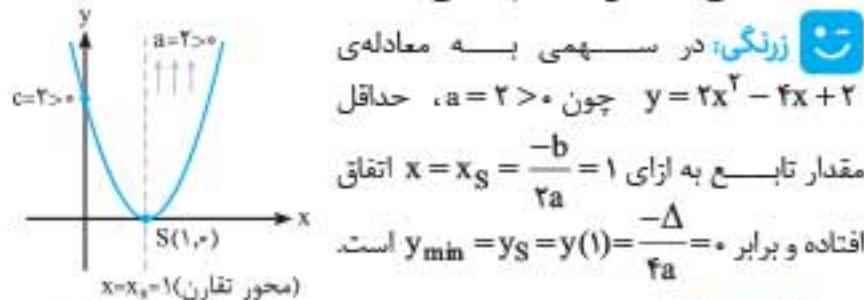 زرنگی: در سهمی به معادله‌ی
y = ۲x² − ۴x + ۲ چون a = ۲ > ۰، حداقل
مقدار تابع به ازای x = x_S = −b/۲a = ۱ اتفاق
افتاده و برابر y_min = y_S = y(۱) = −Δ/۴a = ۰ است.
y
a=۲>۰
c=۲>۰
x
S(۱,۰)
x=x_s=۱(محور تقارن)